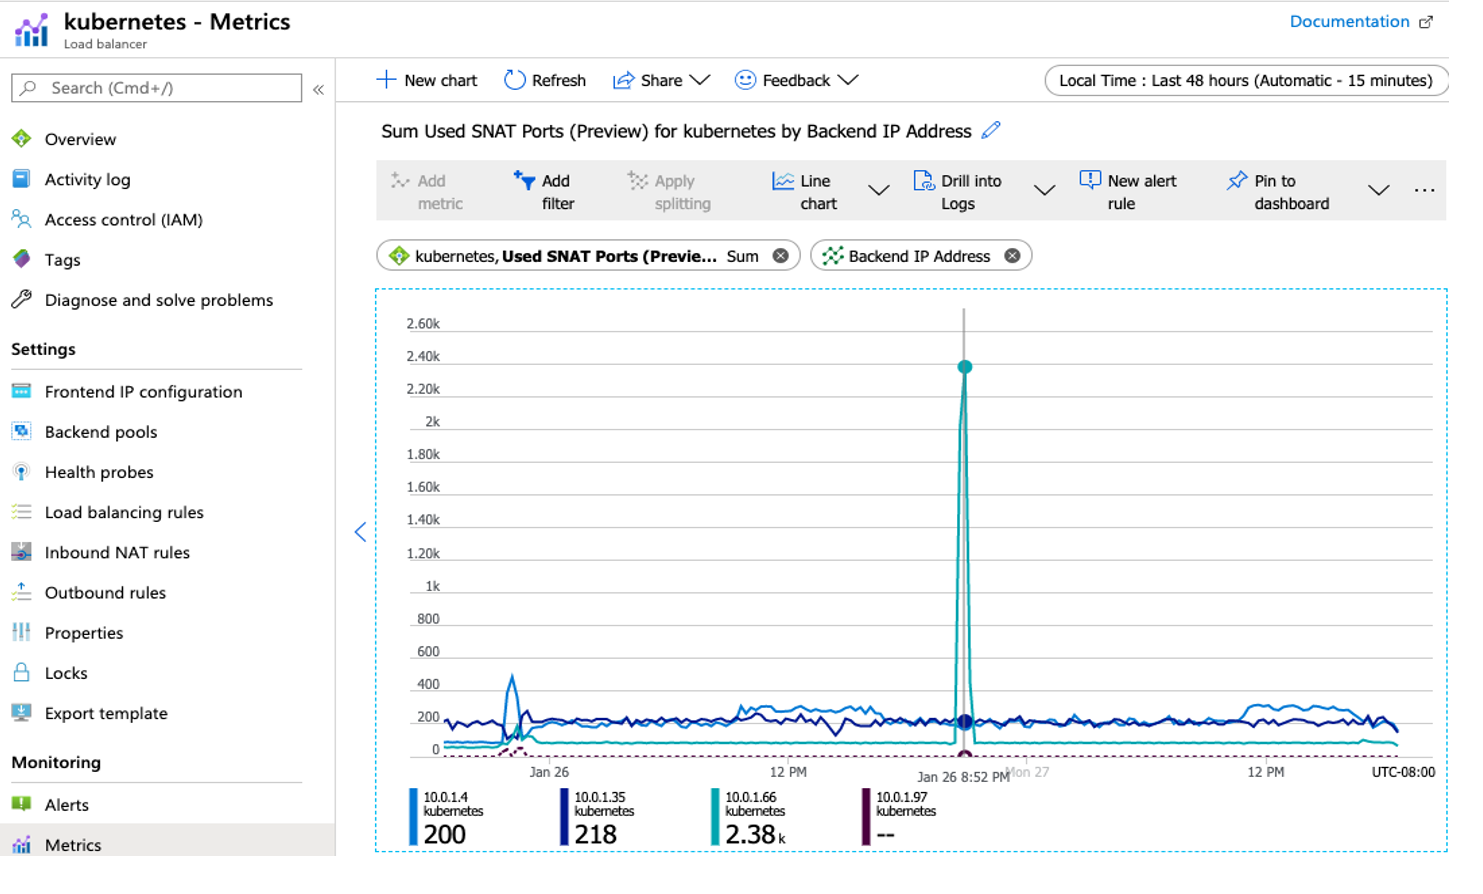 kubernetes - Metrics
Load balancer
Documentation
Search (Cmd+/)
«
Overview
Activity log
Access control (IAM)
Tags
Diagnose and solve problems
Settings
Frontend IP configuration
Backend pools
Health probes
Load balancing rules
Inbound NAT rules
Outbound rules
Properties
Locks
Export template
Monitoring
Alerts
Metrics
New chart
Refresh
Share
Feedback
Local Time : Last 48 hours (Automatic - 15 minutes)
Sum Used SNAT Ports (Preview) for kubernetes by Backend IP Address
Add
metric
Add
filter
Apply
splitting
Line
chart
Drill into
Logs
New alert
rule
Pin to
dashboard
...
kubernetes, Used SNAT Ports (Previe... Sum
Backend IP Address
2.60k
2.40k
2.20k
2k
1.80k
1.60k
1.40k
1.20k
1k
800
600
400
200
0
Jan 26
12 PM
Jan 26 8:52 PM
Mon 27
12 PM
UTC-08:00
10.0.1.4
kubernetes
200
10.0.1.35
kubernetes
218
10.0.1.66
kubernetes
2.38 k
10.0.1.97
kubernetes
--